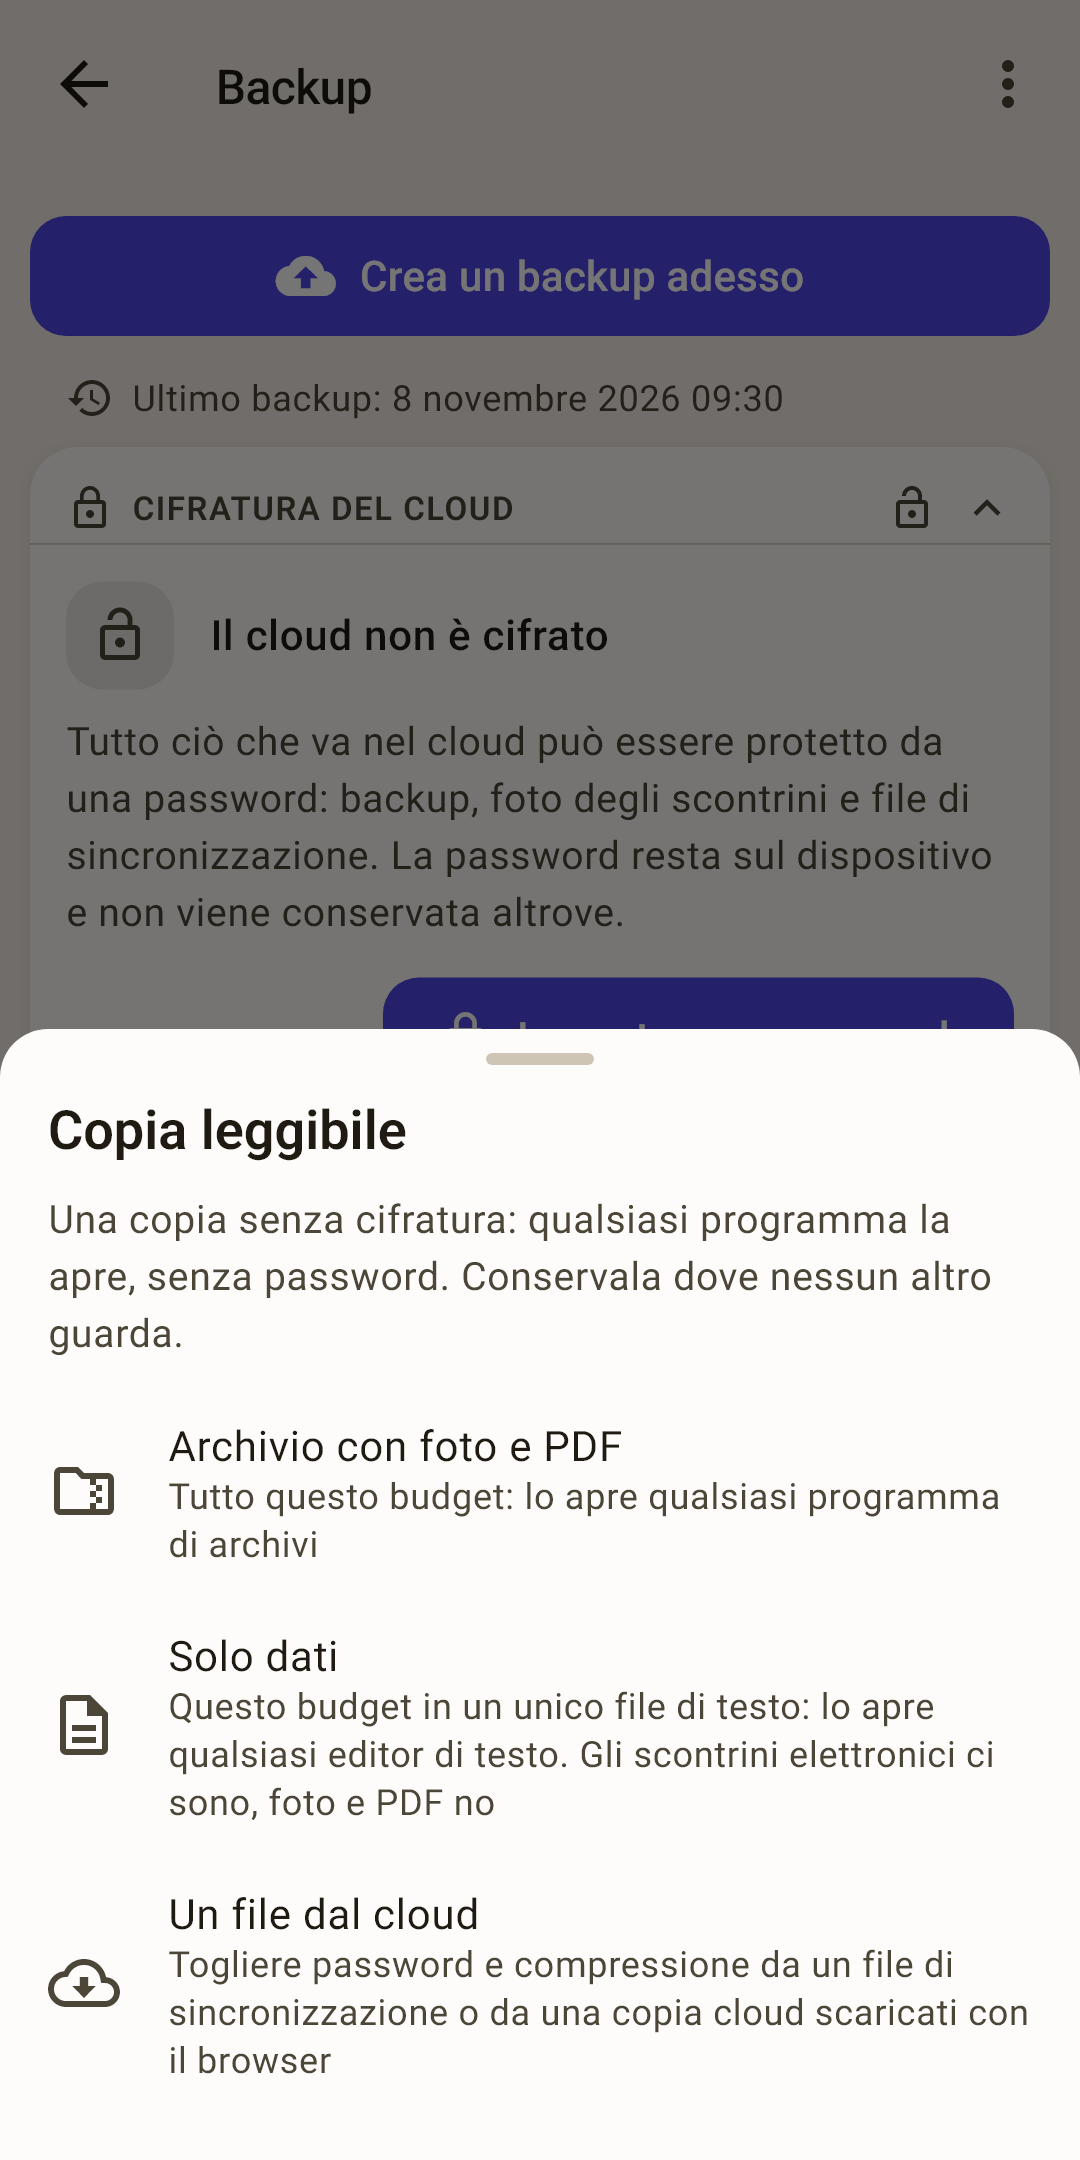 Backup
Crea un backup adesso
Ultimo backup: 8 novembre 2026 09:30
CIFRATURA DEL CLOUD
Il cloud non è cifrato
Tutto ciò che va nel cloud può essere protetto da
una password: backup, foto degli scontrini e file di
sincronizzazione. La password resta sul dispositivo
e non viene conservata altrove.
Copia leggibile
Una copia senza cifratura: qualsiasi programma la
apre, senza password. Conservala dove nessun altro
guarda.
Archivio con foto e PDF
Tutto questo budget: lo apre qualsiasi programma
di archivi
Solo dati
Questo budget in un unico file di testo: lo apre
qualsiasi editor di testo. Gli scontrini elettronici ci
sono, foto e PDF no
Un file dal cloud
Togliere password e compressione da un file di
sincronizzazione o da una copia cloud scaricati con
il browser